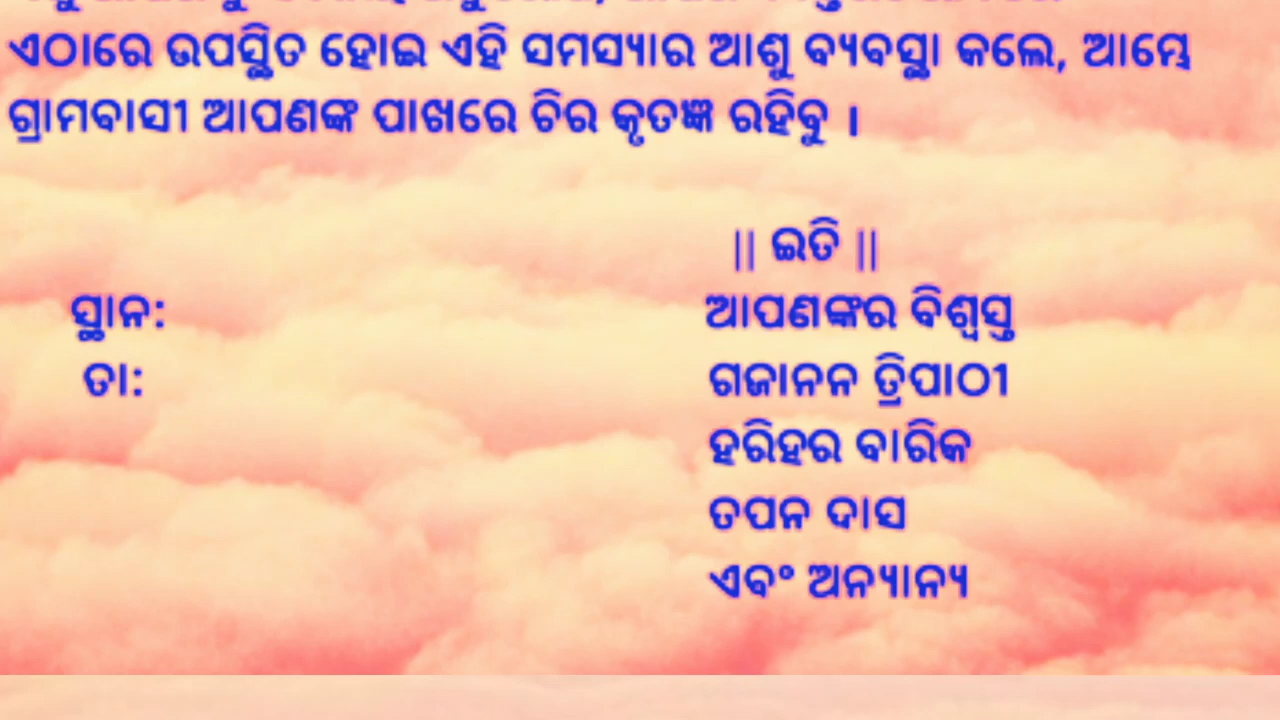 ଏଠାରେ ଉପସ୍ଥିତ ହୋଇ ଏହି ସମସ୍ୟାର ଆଶୁ ବ୍ୟବସ୍ଥା କଲେ, ଆମ୍ଭେ
ଗ୍ରାମବାସୀ ଆପଣଙ୍କ ପାଖରେ ଚିର କୃତଜ୍ଞ ରହିବୁ ।
|| ଇତି ||
ସ୍ଥାନ: ଆପଣଙ୍କର ବିଶ୍ୱସ୍ତ
ତା: ଗଜାନନ ତ୍ରିପାଠୀ
ହରିହର ବାରିକ
ତପନ ଦାସ
ଏବଂ ଅନ୍ୟାନ୍ୟ